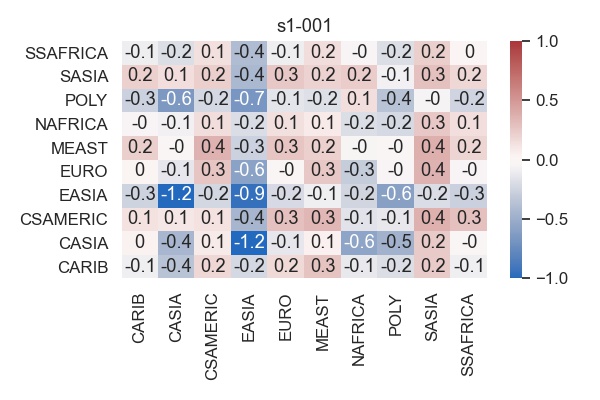 s1-001
SSAFRICA -0.1 -0.2 0.1 -0.4 -0.1 0.2 -0 -0.2 0.2 0
SASIA 0.2 0.1 0.2 -0.4 0.3 0.2 0.2 -0.1 0.3 0.2
POLY -0.3 -0.6 -0.2 -0.7 -0.1 -0.2 0.1 -0.4 -0 -0.2
NAFRICA -0 -0.1 0.1 -0.2 0.1 0.1 -0.2 -0.2 0.3 0.1
MEAST 0.2 -0 0.4 -0.3 0.3 0.2 -0 -0 0.4 0.2
EURO 0 -0.1 0.3 -0.6 -0 0.3 -0.3 -0 0.4 -0
EASIA -0.3 -1.2 -0.2 -0.9 -0.2 -0.1 -0.2 -0.6 -0.2 -0.3
CSAMERIC 0.1 0.1 0.1 -0.4 0.3 0.3 -0.1 -0.1 0.4 0.3
CASIA 0 -0.4 0.1 -1.2 -0.1 0.1 -0.6 -0.5 0.2 -0
CARIB -0.1 -0.4 0.2 -0.2 0.2 0.3 -0.1 -0.2 0.2 -0.1
CARIB CASIA CSAMERIC EASIA EURO MEAST NAFRICA POLY SASIA SSAFRICA
1.0
0.5
0.0
−0.5
−1.0